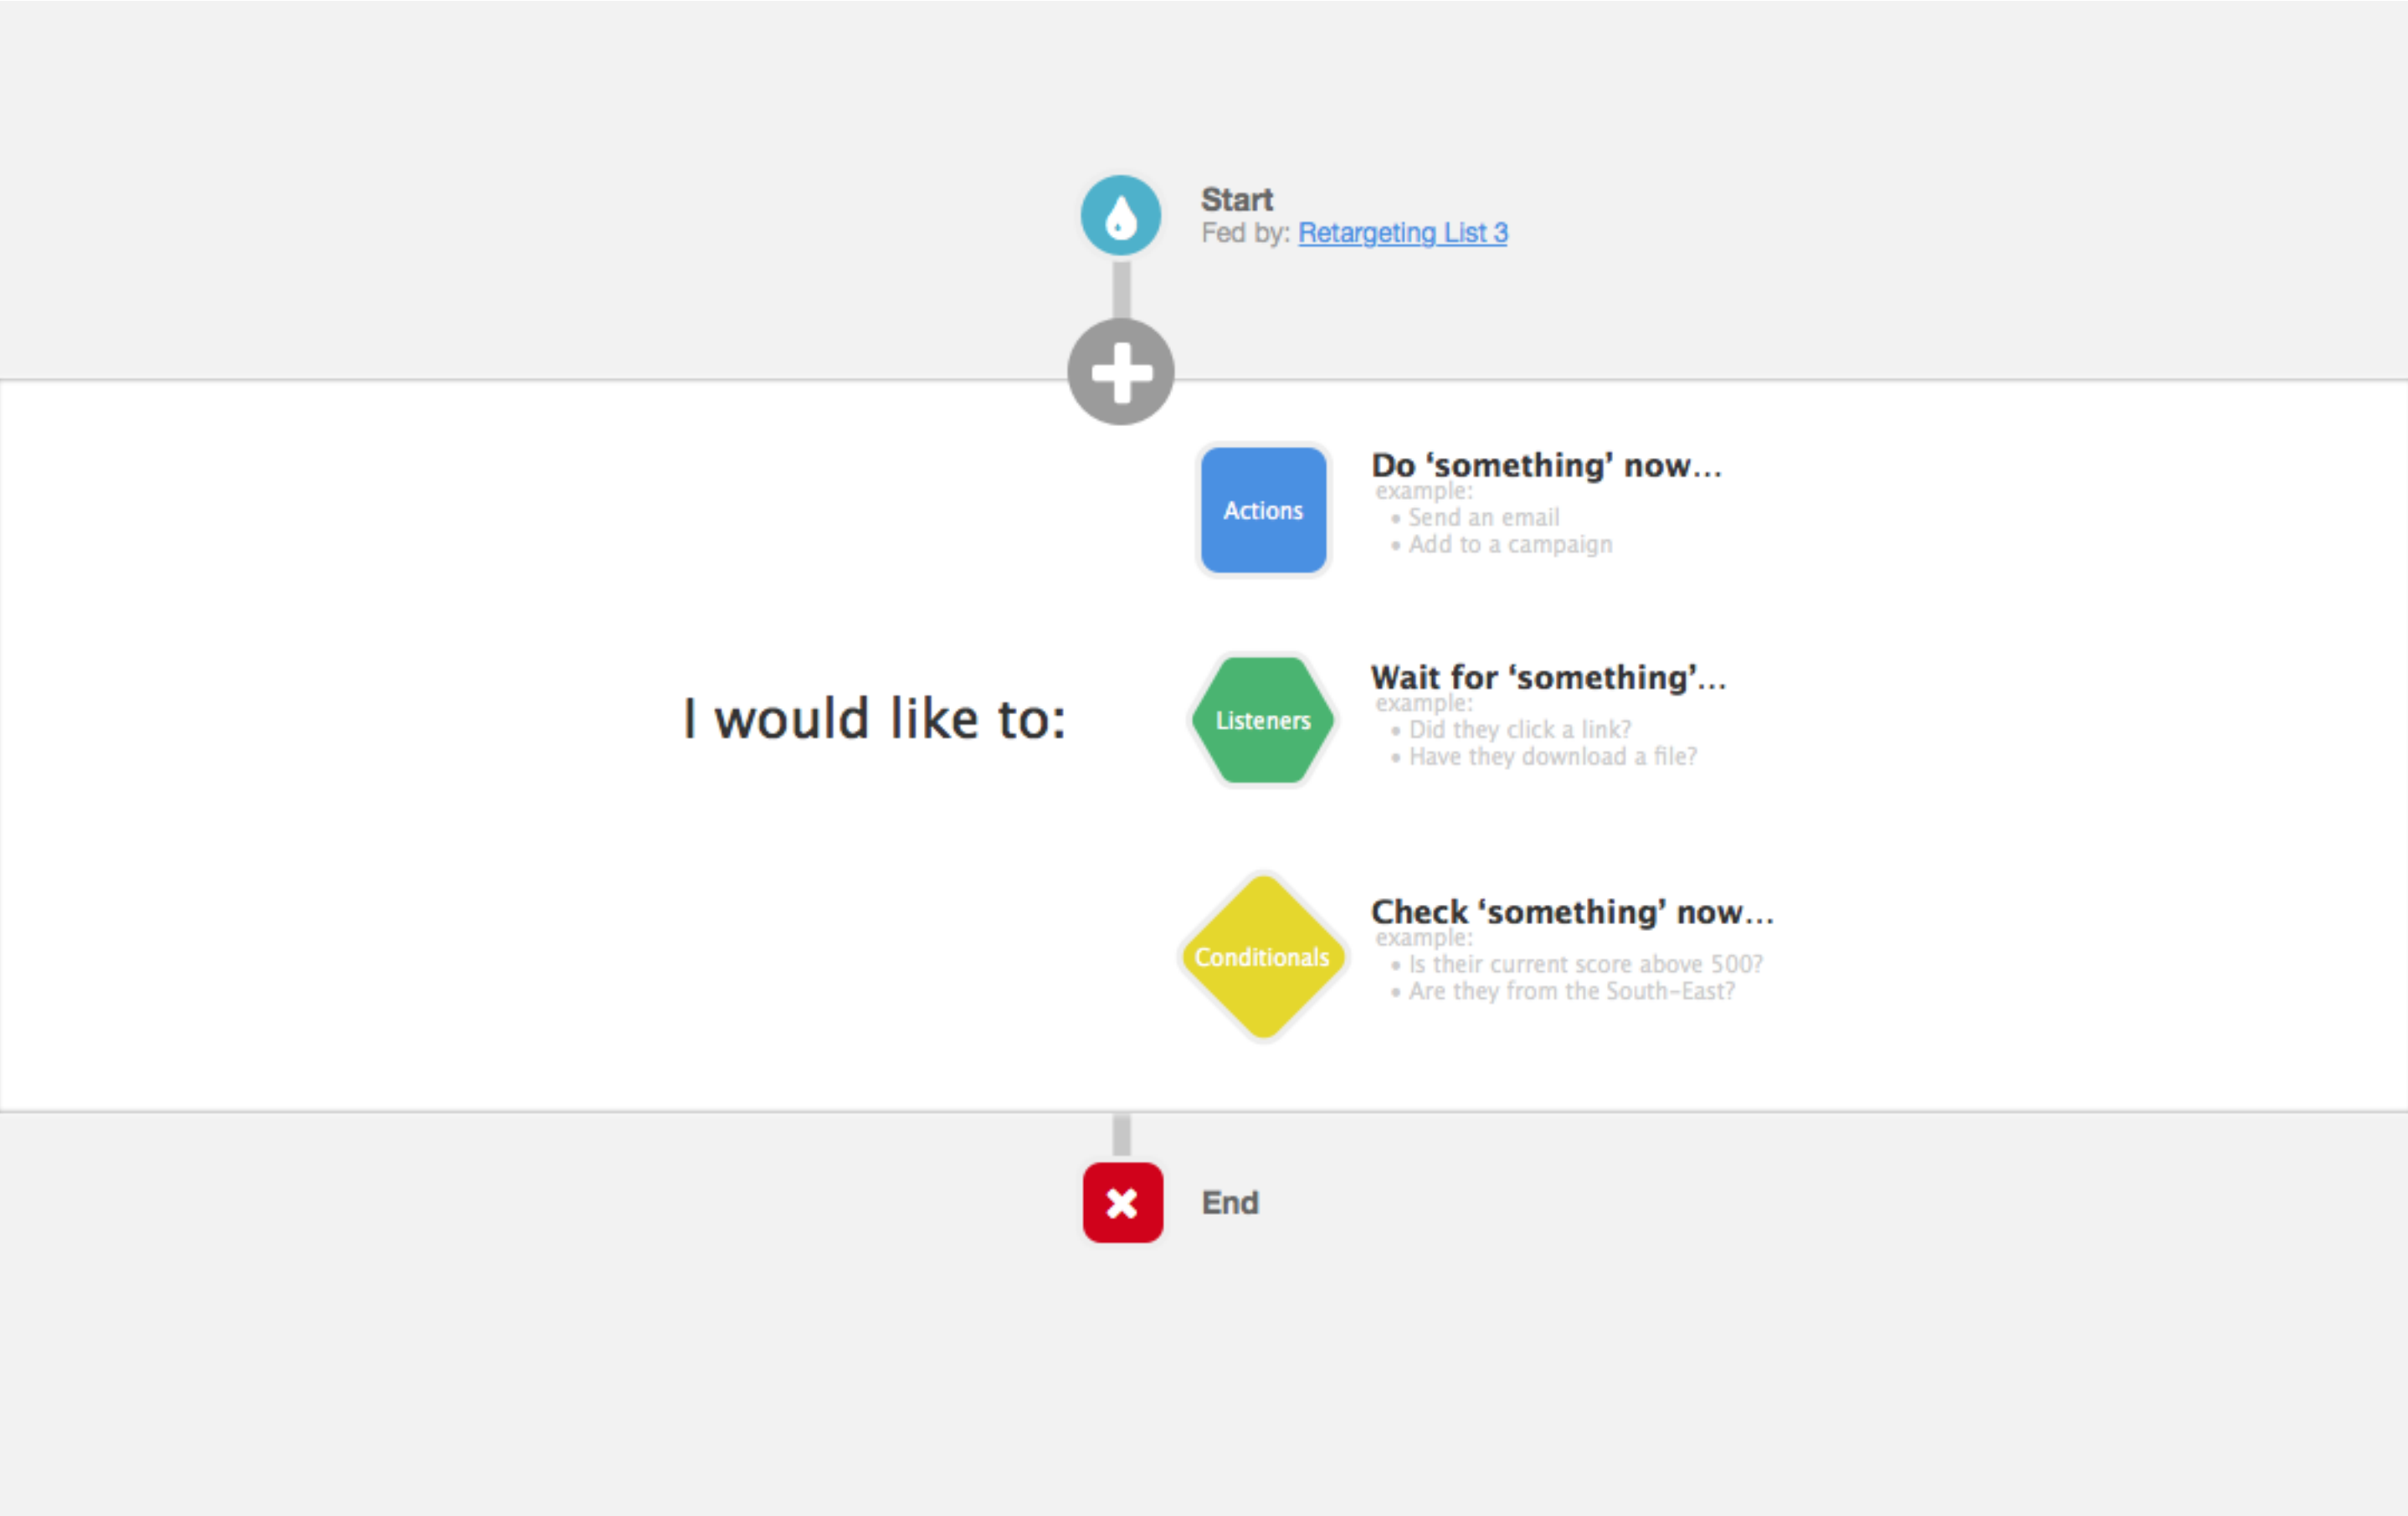 Start
Fed by: Retargeting List 3
I would like to:
Actions
Do ‘something’ now...
example:
• Send an email
• Add to a campaign
Listeners
Wait for ‘something’...
example:
• Did they click a link?
• Have they download a file?
Conditionals
Check ‘something’ now...
example:
• Is their current score above 500?
• Are they from the South-East?
End